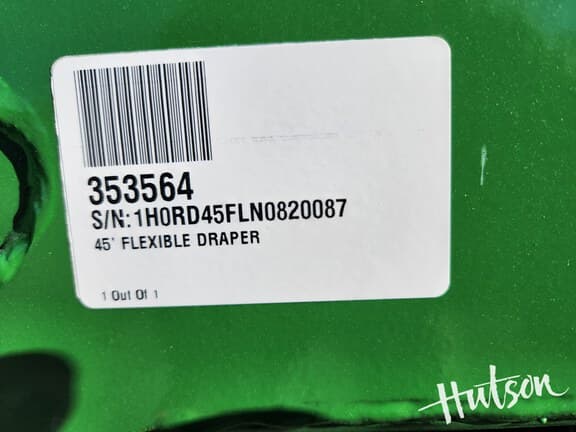 353564
S/N:1H0RD45FLN0820087
45' FLEXIBLE DRAPER
1 Out Of 1
Hutson